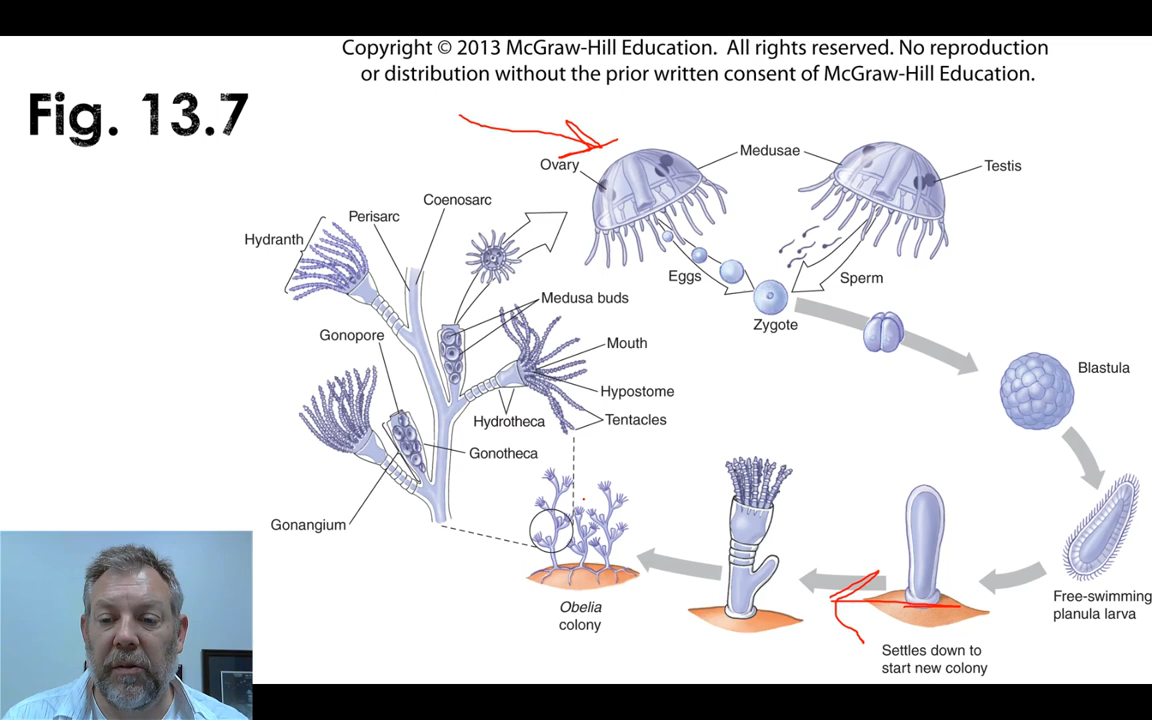 Copyright © 2013 McGraw-Hill Education. All rights reserved. No reproduction
or distribution without the prior written consent of McGraw-Hill Education.
Fig. 13.7
Ovary
Medusae
Testis
Coenosarc
Perisarc
Hydranth
Eggs
Sperm
Medusa buds
Zygote
Gonopore
Mouth
Blastula
Hypostome
Hydrotheca
Tentacles
Gonotheca
Gonangium
Obelia
colony
Free-swimming
planula larva
Settles down to
start new colony